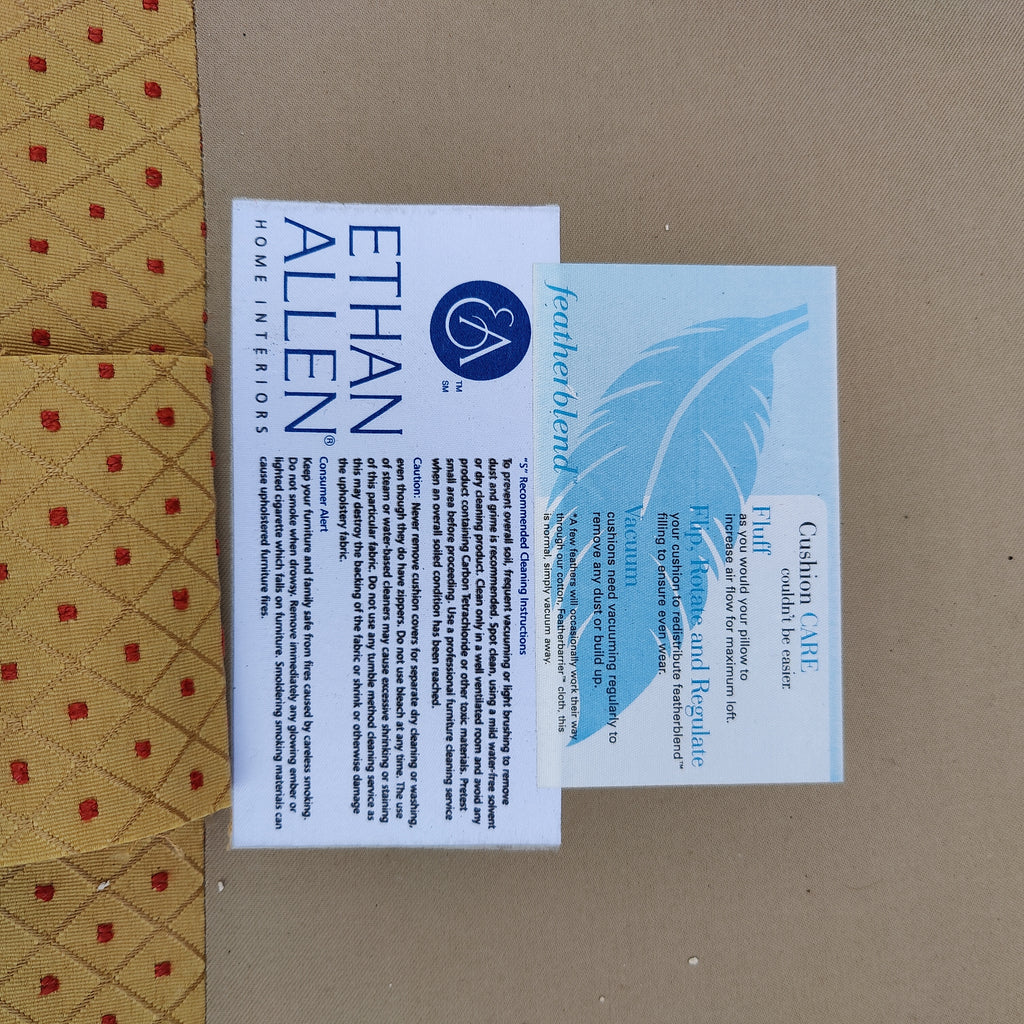 Cushion CARE
couldn't be easier.
Fluff
as you would your pillow to
increase air flow for maximum loft.
Flip, Rotate and Regulate
your cushion to redistribute featherblend™
filling to ensure even wear.
Vacuum
cushions need vacuuming regularly to
remove any dust or build up.
*A few feathers will occasionally work their way
through our cotton, Featherbarrier™ cloth, this
is normal, simply vacuum away.
featherblend
EA
TM
SM
ETHAN
ALLEN®
HOME INTERIORS
"S" Recommended Cleaning Instructions
To prevent overall soil, frequent vacuuming or light brushing to remove
dust and grime is recommended. Spot clean, using a mild water-free solvent
or dry cleaning product. Clean only in a well ventilated room and avoid any
product containing Carbon Tetrachloride or other toxic materials. Pretest
small area before proceeding. Use a professional furniture cleaning service
when an overall soiled condition has been reached.
Caution: Never remove cushion covers for separate dry cleaning or washing,
even though they do have zippers. Do not use bleach at any time. The use
of steam or water-based cleaners may cause excessive shrinking or staining
of this particular fabric. Do not use any tumble method cleaning service as
this may destroy the backing of the fabric or shrink or otherwise damage
the upholstery fabric.
Consumer Alert
Keep your furniture and family safe from fires caused by careless smoking.
Do not smoke when drowsy. Remove immediately any glowing ember or
lighted cigarette which falls on furniture. Smoldering smoking materials can
cause upholstered furniture fires.